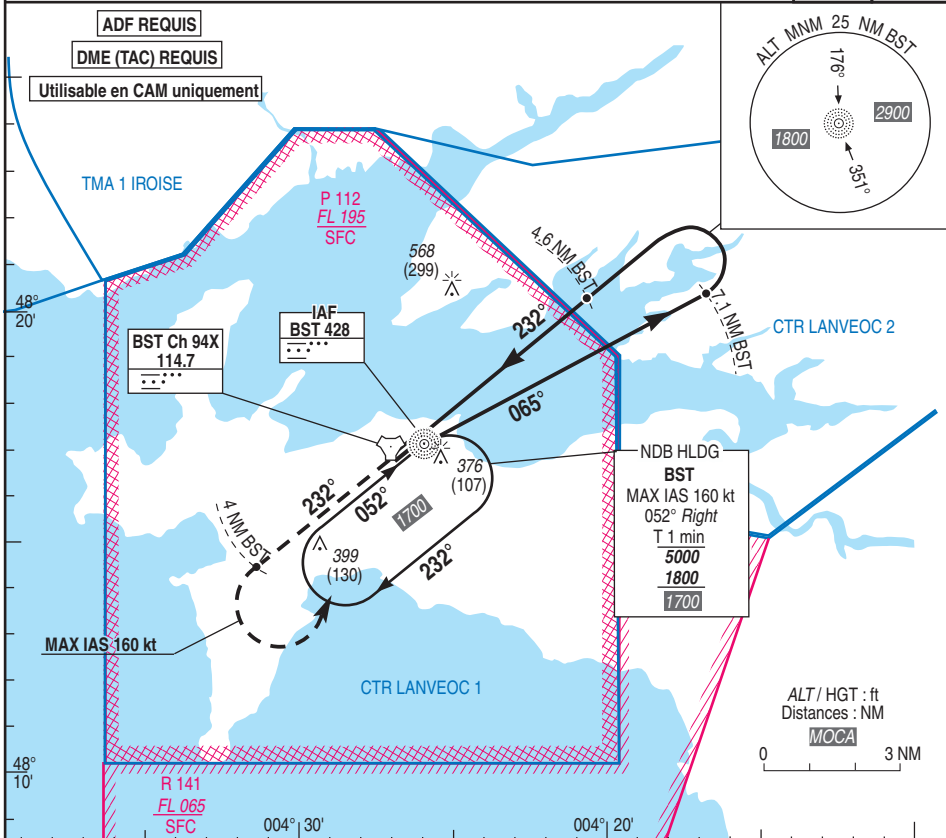 ADF REQUIS
DME (TAC) REQUIS
Utilisable en CAM uniquement
ALT MNM 25 NM BST
176°
2900
1800
351°
TMA 1 IROISE
P 112
FL 195
SFC
568
(299)
4.6 NM BST
7.1 NM BST
48°
20'
IAF
BST 428
BST Ch 94X
114.7
232°
065°
CTR LANVEOC 2
376
(107)
NDB HLDG
BST
MAX IAS 160 kt
052° Right
T 1 min
5000
1800
1700
232°
052°
1700
232°
4 NM BST
399
(130)
MAX IAS 160 kt
CTR LANVEOC 1
ALT / HGT : ft
Distances : NM
MOCA
0 3 NM
48°
10'
R 141
FL 065
SFC
004° 30'
004° 20'